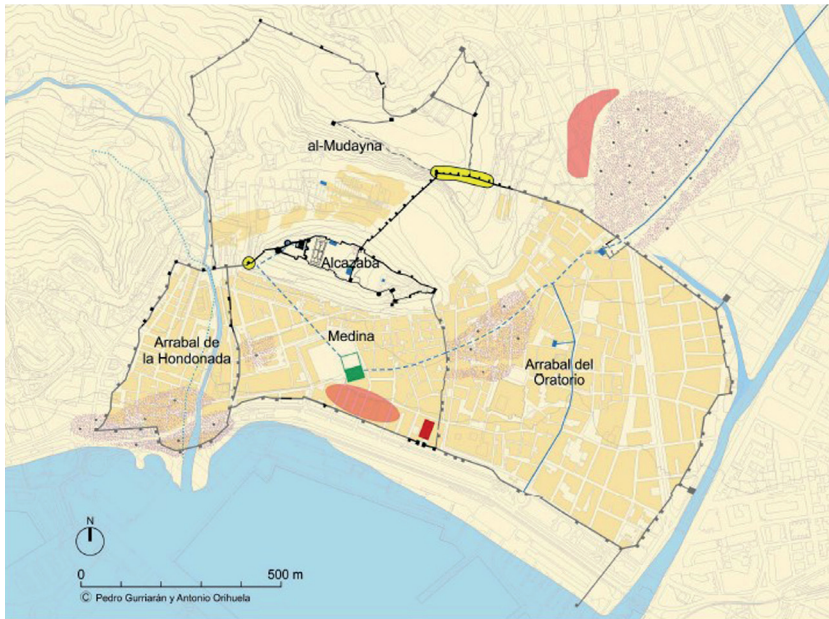 al-Mudayna
Alcazaba
Arrabal de
la Hondonada
Medina
Arrabal del
Oratorio
N
0 500 m
© Pedro Gurriarán y Antonio Orihuela